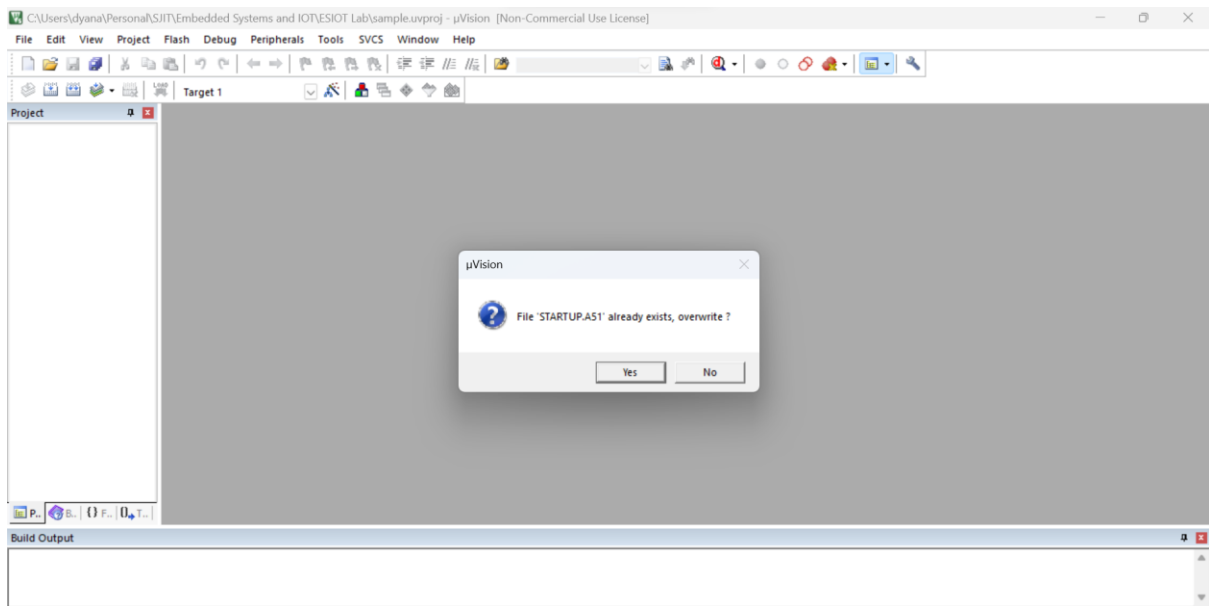 C:\Users\dyana\Personal\SJIT\Embedded Systems and IOT\ESIOT Lab\sample.uvproj - µVision [Non-Commercial Use License]
File Edit View Project Flash Debug Peripherals Tools SVCS Window Help
LOAD Target 1
Project
µVision
File 'STARTUP.A51' already exists, overwrite ?
Yes No
P.. B.. {} F.. 0 T..
Build Output